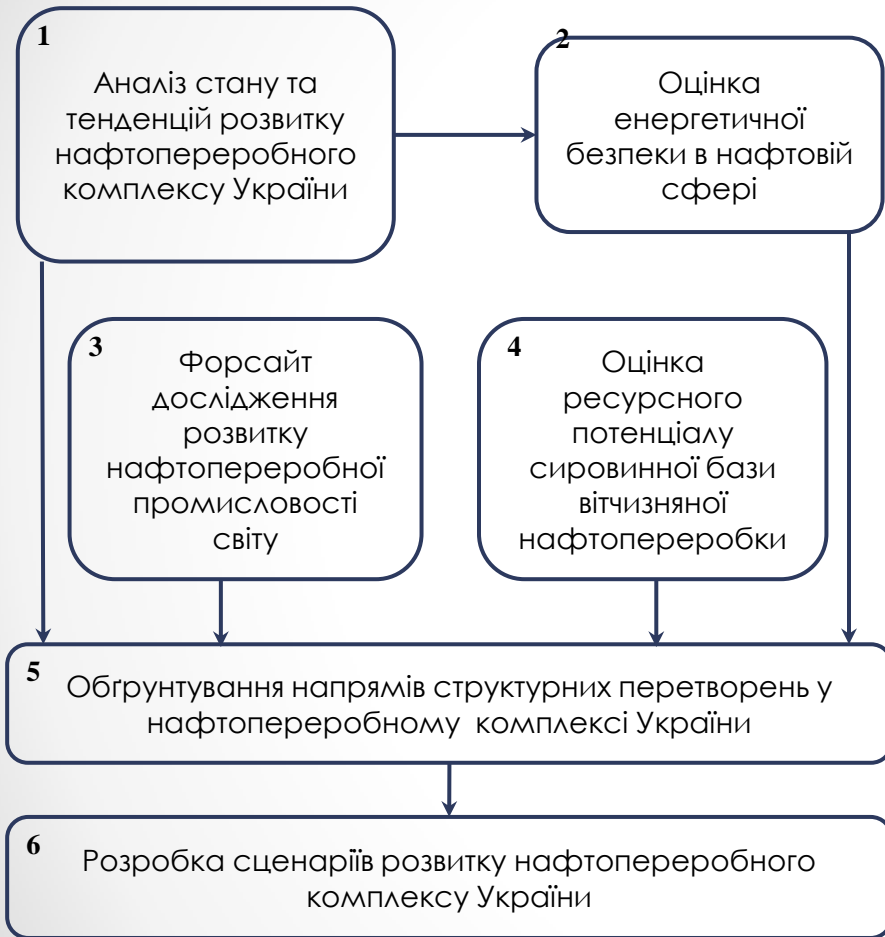 1
Аналіз стану та
тенденцій розвитку
нафтопереробного
комплексу України
2
Оцінка
енергетичної
безпеки в нафтовій
сфері
3
Форсайт
дослідження
розвитку
нафтопереробної
промисловості
світу
4
Оцінка
ресурсного
потенціалу
сировинної бази
вітчизняної
нафтопереробки
5
Обґрунтування напрямів структурних перетворень у
нафтопереробному комплексі України
6
Розробка сценаріїв розвитку нафтопереробного
комплексу України